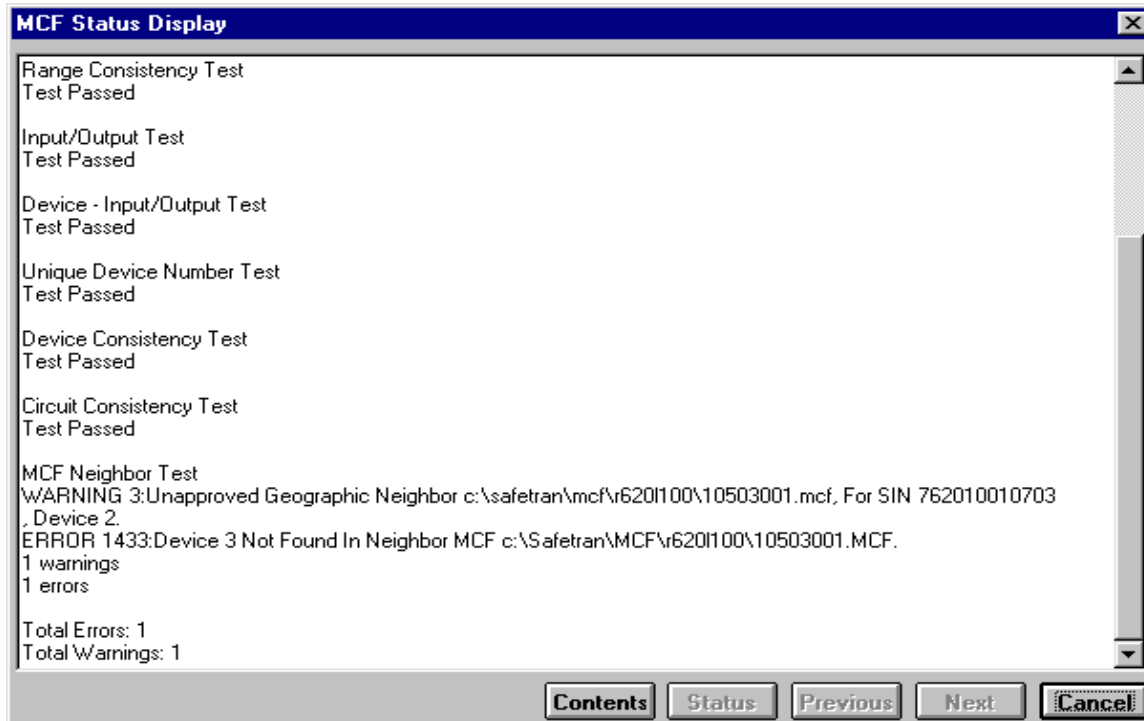 MCF Status Display
Range Consistency Test
Test Passed
Input/Output Test
Test Passed
Device - Input/Output Test
Test Passed
Unique Device Number Test
Test Passed
Device Consistency Test
Test Passed
Circuit Consistency Test
Test Passed
MCF Neighbor Test
WARNING 3:Unapproved Geographic Neighbor c:\safetran\mcf\r620l100\10503001.mcf, For SIN 762010010703
, Device 2.
ERROR 1433:Device 3 Not Found In Neighbor MCF c:\Safetran\MCF\r620l100\10503001.MCF.
1 warnings
1 errors
Total Errors: 1
Total Warnings: 1
Contents Status Previous Next Cancel